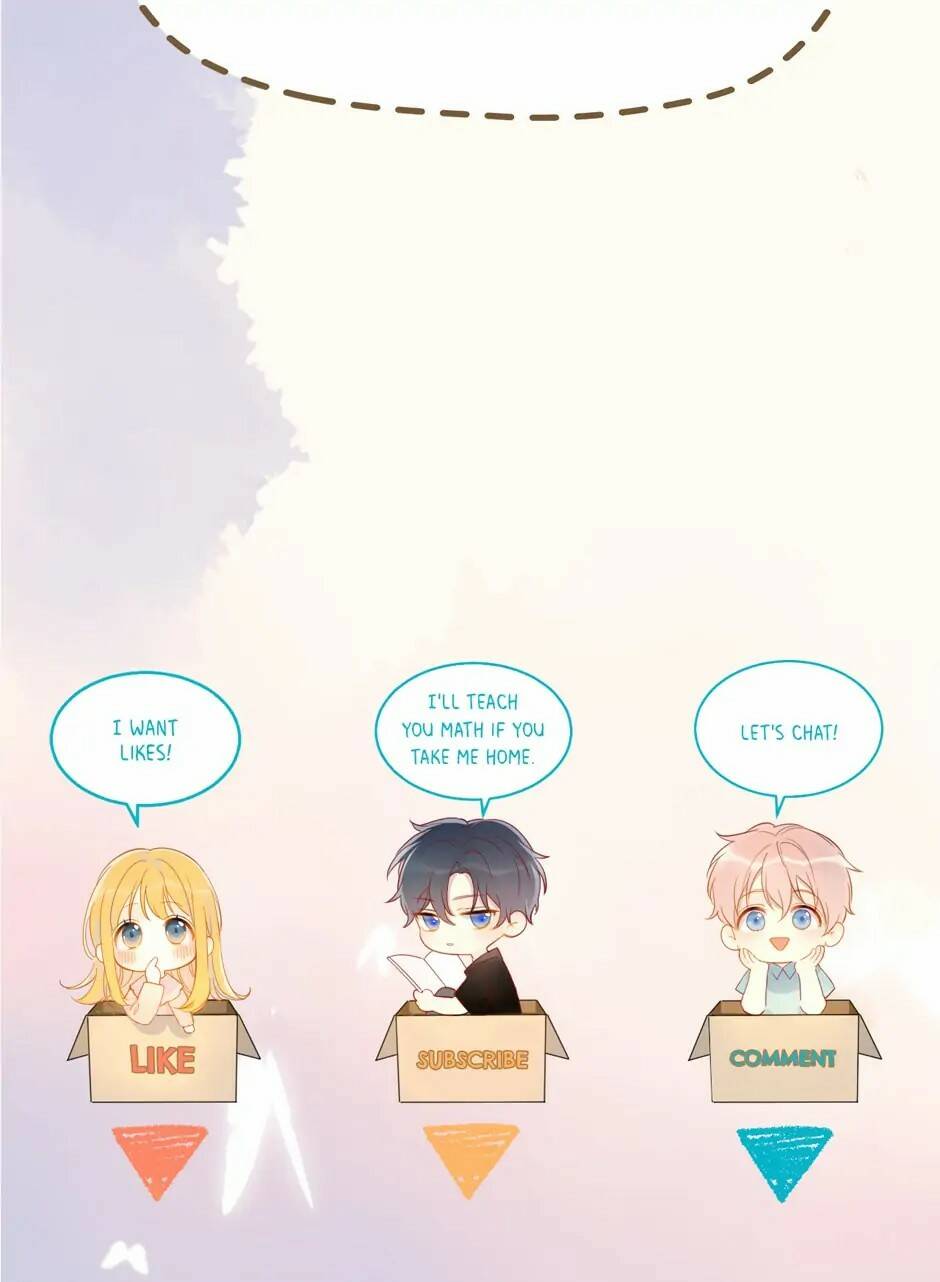 I WANT
LIKES!
I'LL TEACH
YOU MATH IF YOU
TAKE ME HOME.
LET'S CHAT!
LIKE
SUBSCRIBE
COMMENT